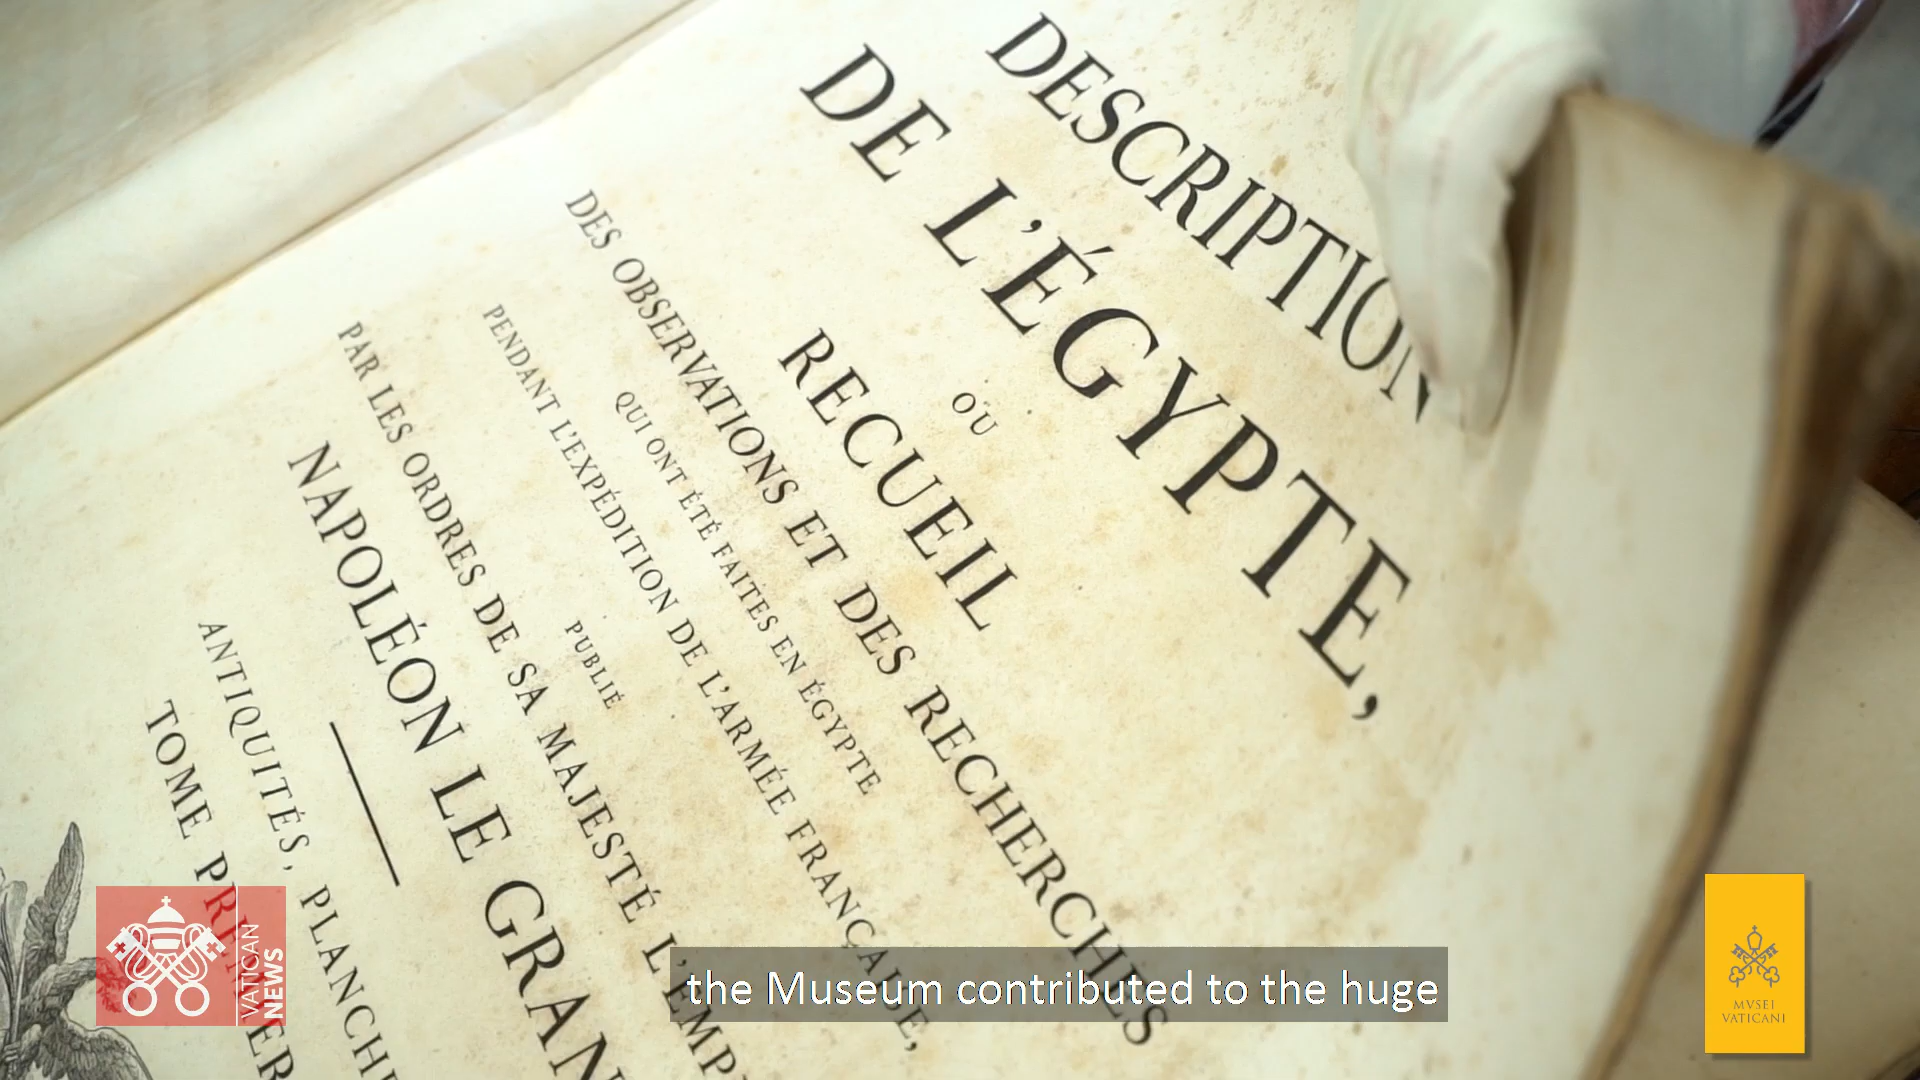 DESCRIPTION
DE L'ÉGYPTE,
OU
RECUEIL
DES OBSERVATIONS ET DES RECHERCHES
QUI ONT ÉTÉ FAITES EN ÉGYPTE
PENDANT L'EXPÉDITION DE L'ARMÉE FRANÇAISE,
PUBLIÉ
PAR LES ORDRES DE SA MAJESTÉ L'EMP
NAPOLÉON LE GRAN
ANTIQUITÉS, PLANCHE
TOME PREMIER
the Museum contributed to the huge
VATICAN
NEWS
MVSEI
VATICANI